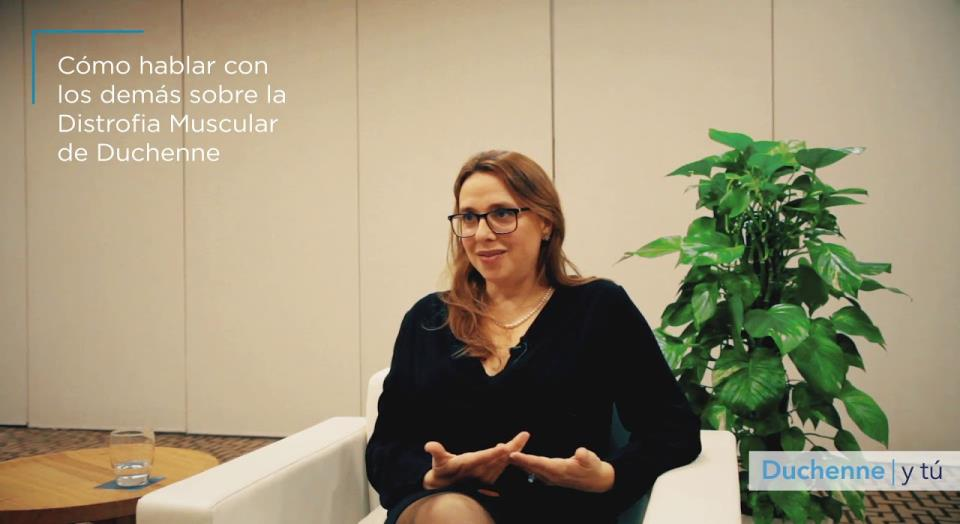 Cómo hablar con
los demás sobre la
Distrofia Muscular
de Duchenne
Duchenne | y tú